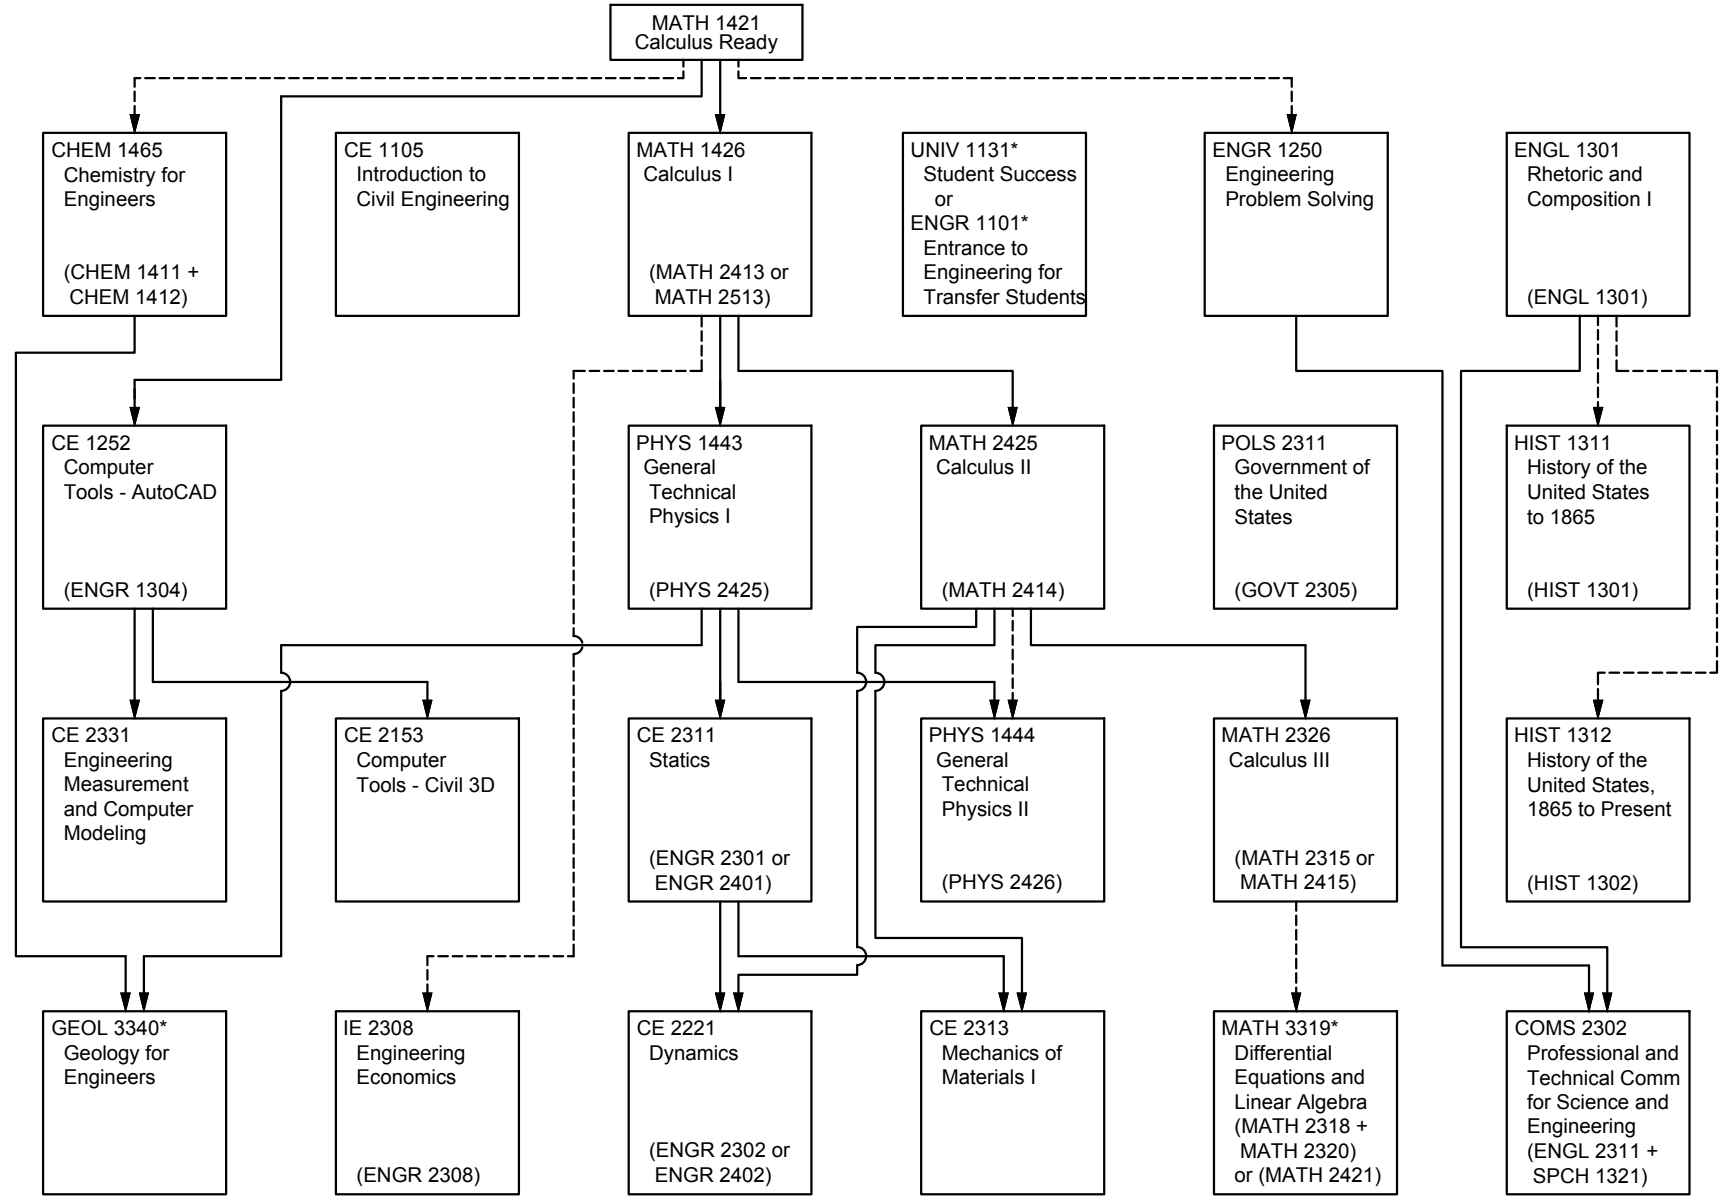 MATH 1421
Calculus Ready
CHEM 1465
Chemistry for
Engineers
(CHEM 1411 +
CHEM 1412)
CE 1105
Introduction to
Civil Engineering
MATH 1426
Calculus I
(MATH 2413 or
MATH 2513)
UNIV 1131*
Student Success
or
ENGR 1101*
Entrance to
Engineering for
Transfer Students
ENGR 1250
Engineering
Problem Solving
ENGL 1301
Rhetoric and
Composition I
(ENGL 1301)
CE 1252
Computer
Tools - AutoCAD
(ENGR 1304)
PHYS 1443
General
Technical
Physics I
(PHYS 2425)
MATH 2425
Calculus II
(MATH 2414)
POLS 2311
Government of
the United
States
(GOVT 2305)
HIST 1311
History of the
United States
to 1865
(HIST 1301)
CE 2331
Engineering
Measurement
and Computer
Modeling
CE 2153
Computer
Tools - Civil 3D
CE 2311
Statics
(ENGR 2301 or
ENGR 2401)
PHYS 1444
General
Technical
Physics II
(PHYS 2426)
MATH 2326
Calculus III
(MATH 2315 or
MATH 2415)
HIST 1312
History of the
United States,
1865 to Present
(HIST 1302)
GEOL 3340*
Geology for
Engineers
IE 2308
Engineering
Economics
(ENGR 2308)
CE 2221
Dynamics
(ENGR 2302 or
ENGR 2402)
CE 2313
Mechanics of
Materials I
MATH 3319*
Differential
Equations and
Linear Algebra
(MATH 2318 +
MATH 2320)
or (MATH 2421)
COMS 2302
Professional and
Technical Comm
for Science and
Engineering
(ENGL 2311 +
SPCH 1321)